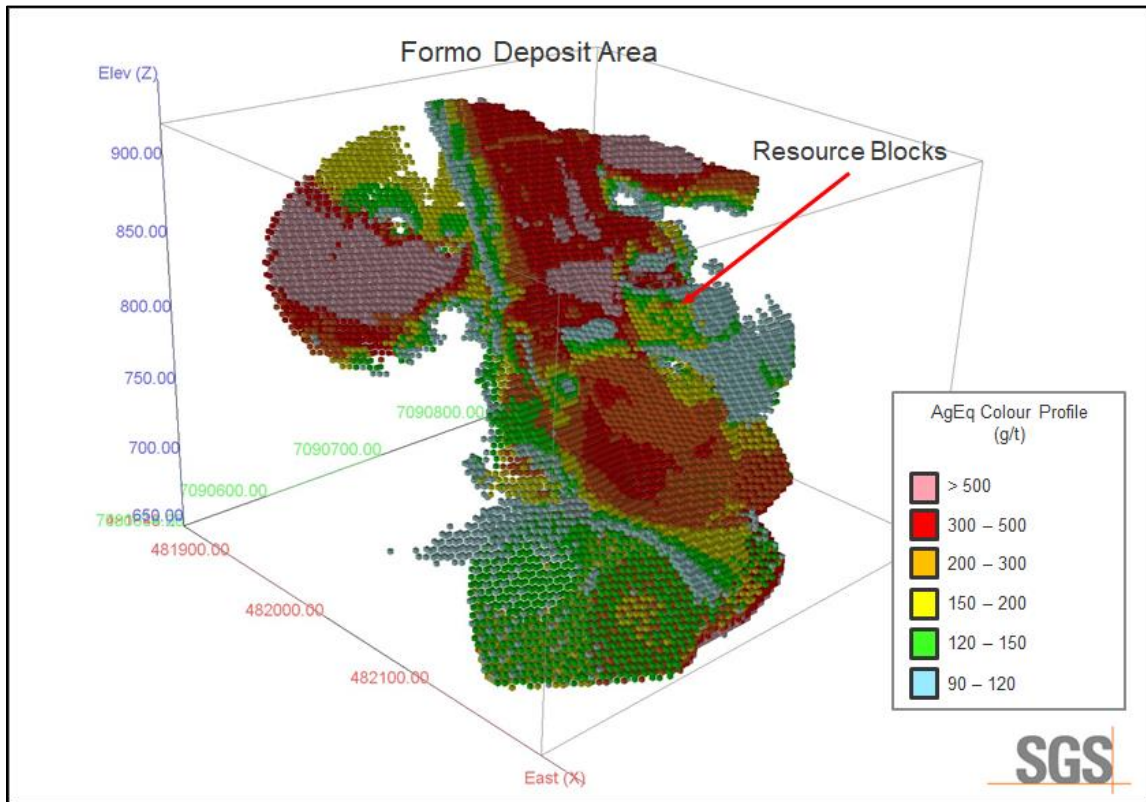 Formo Deposit Area
Elev (Z)
Resource Blocks
900.00
850.00
800.00
750.00
700.00
650.00
7090800.00
7090700.00
7090600.00
481900.00
482000.00
482100.00
East (X)
AgEq Colour Profile
(g/t)
> 500
300 – 500
200 – 300
150 – 200
120 – 150
90 – 120
SGS